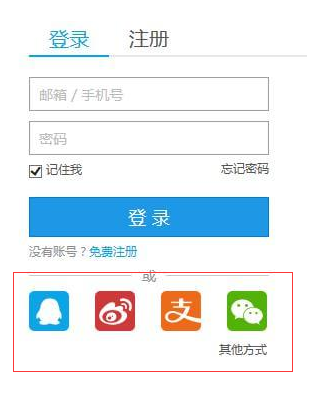 登录 注册
邮箱 / 手机号
密码
记住我 忘记密码
登 录
没有账号？免费注册
或
支
其他方式